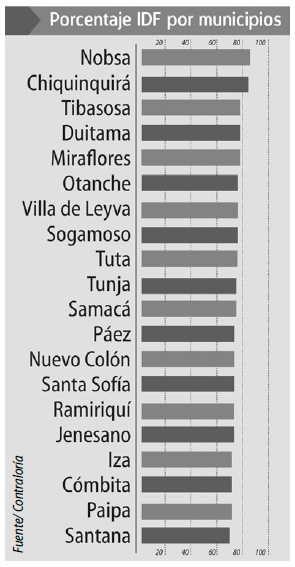 Porcentaje IDF por municipios
20 40 60 80 100
Nobsa
Chiquinquirá
Tibasosa
Duitama
Miraflores
Otanche
Villa de Leyva
Sogamoso
Tuta
Tunja
Samacá
Páez
Nuevo Colón
Santa Sofía
Ramiriquí
Jenesano
Iza
Cómbita
Paipa
Santana
20 40 60 80 100
Fuente/ Contraloría